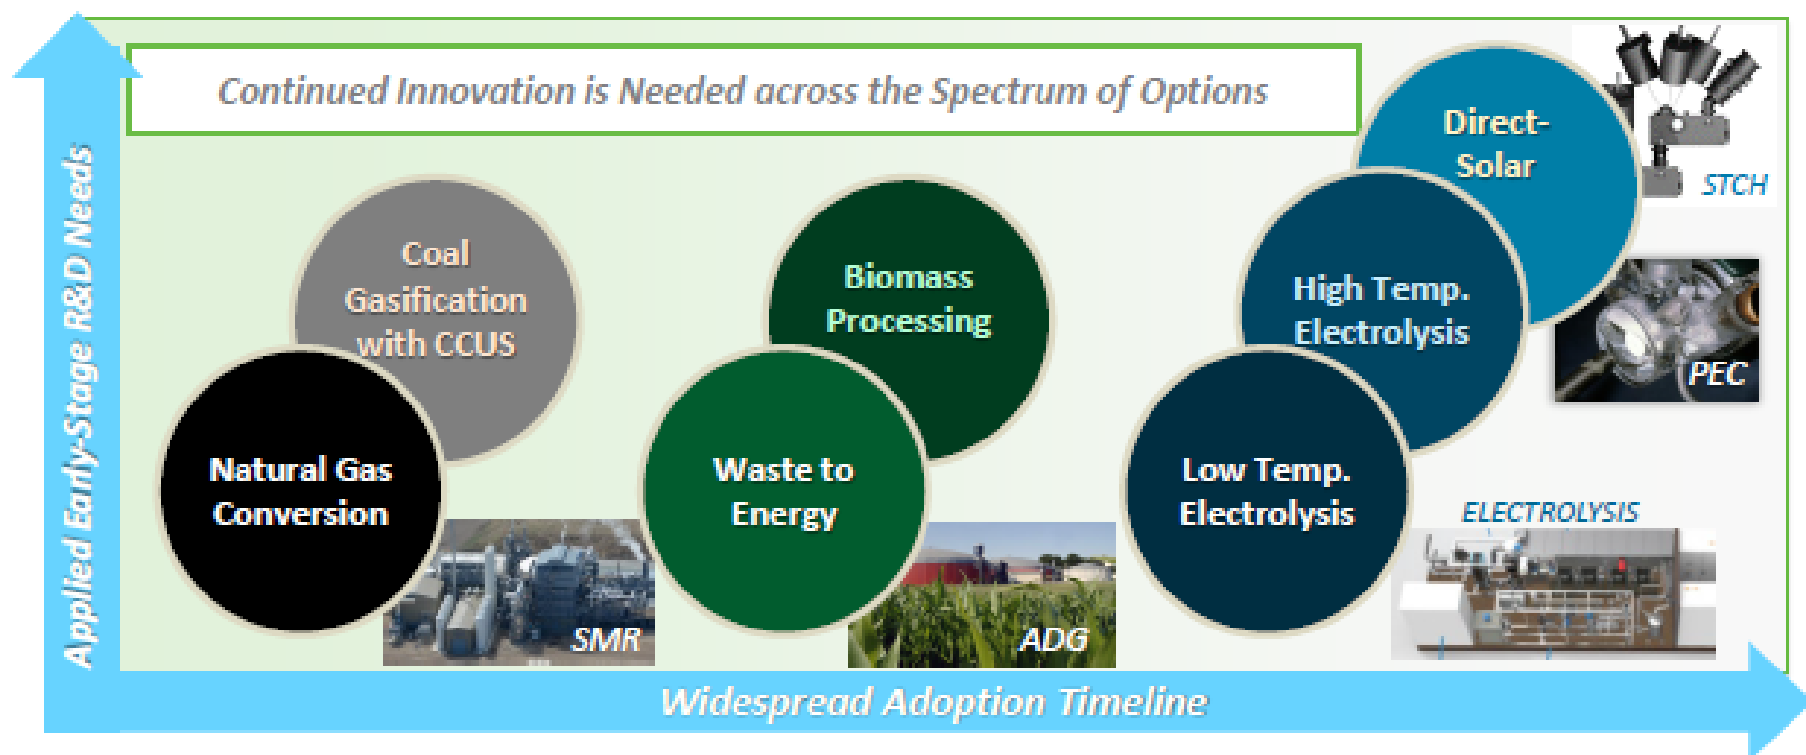 Continued Innovation is Needed across the Spectrum of Options
Applied Early-Stage R&D Needs
Direct-
Solar
STCH
Coal
Gasification
with CCUS
Biomass
Processing
High Temp.
Electrolysis
PEC
Natural Gas
Conversion
Waste to
Energy
Low Temp.
Electrolysis
ELECTROLYSIS
SMR
ADG
Widespread Adoption Timeline